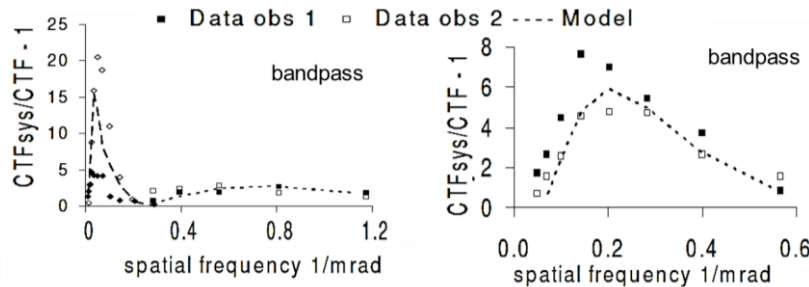 Data obs 1 Data obs 2 Model
25
20
15
10
5
0
0 0.4 0.8 1.2
CTFsys/CTF - 1
bandpass
spatial frequency 1/mrad
8
6
4
2
0
0.0 0.2 0.4 0.6
CTFsys/CTF - 1
bandpass
spatial frequency 1/mrad